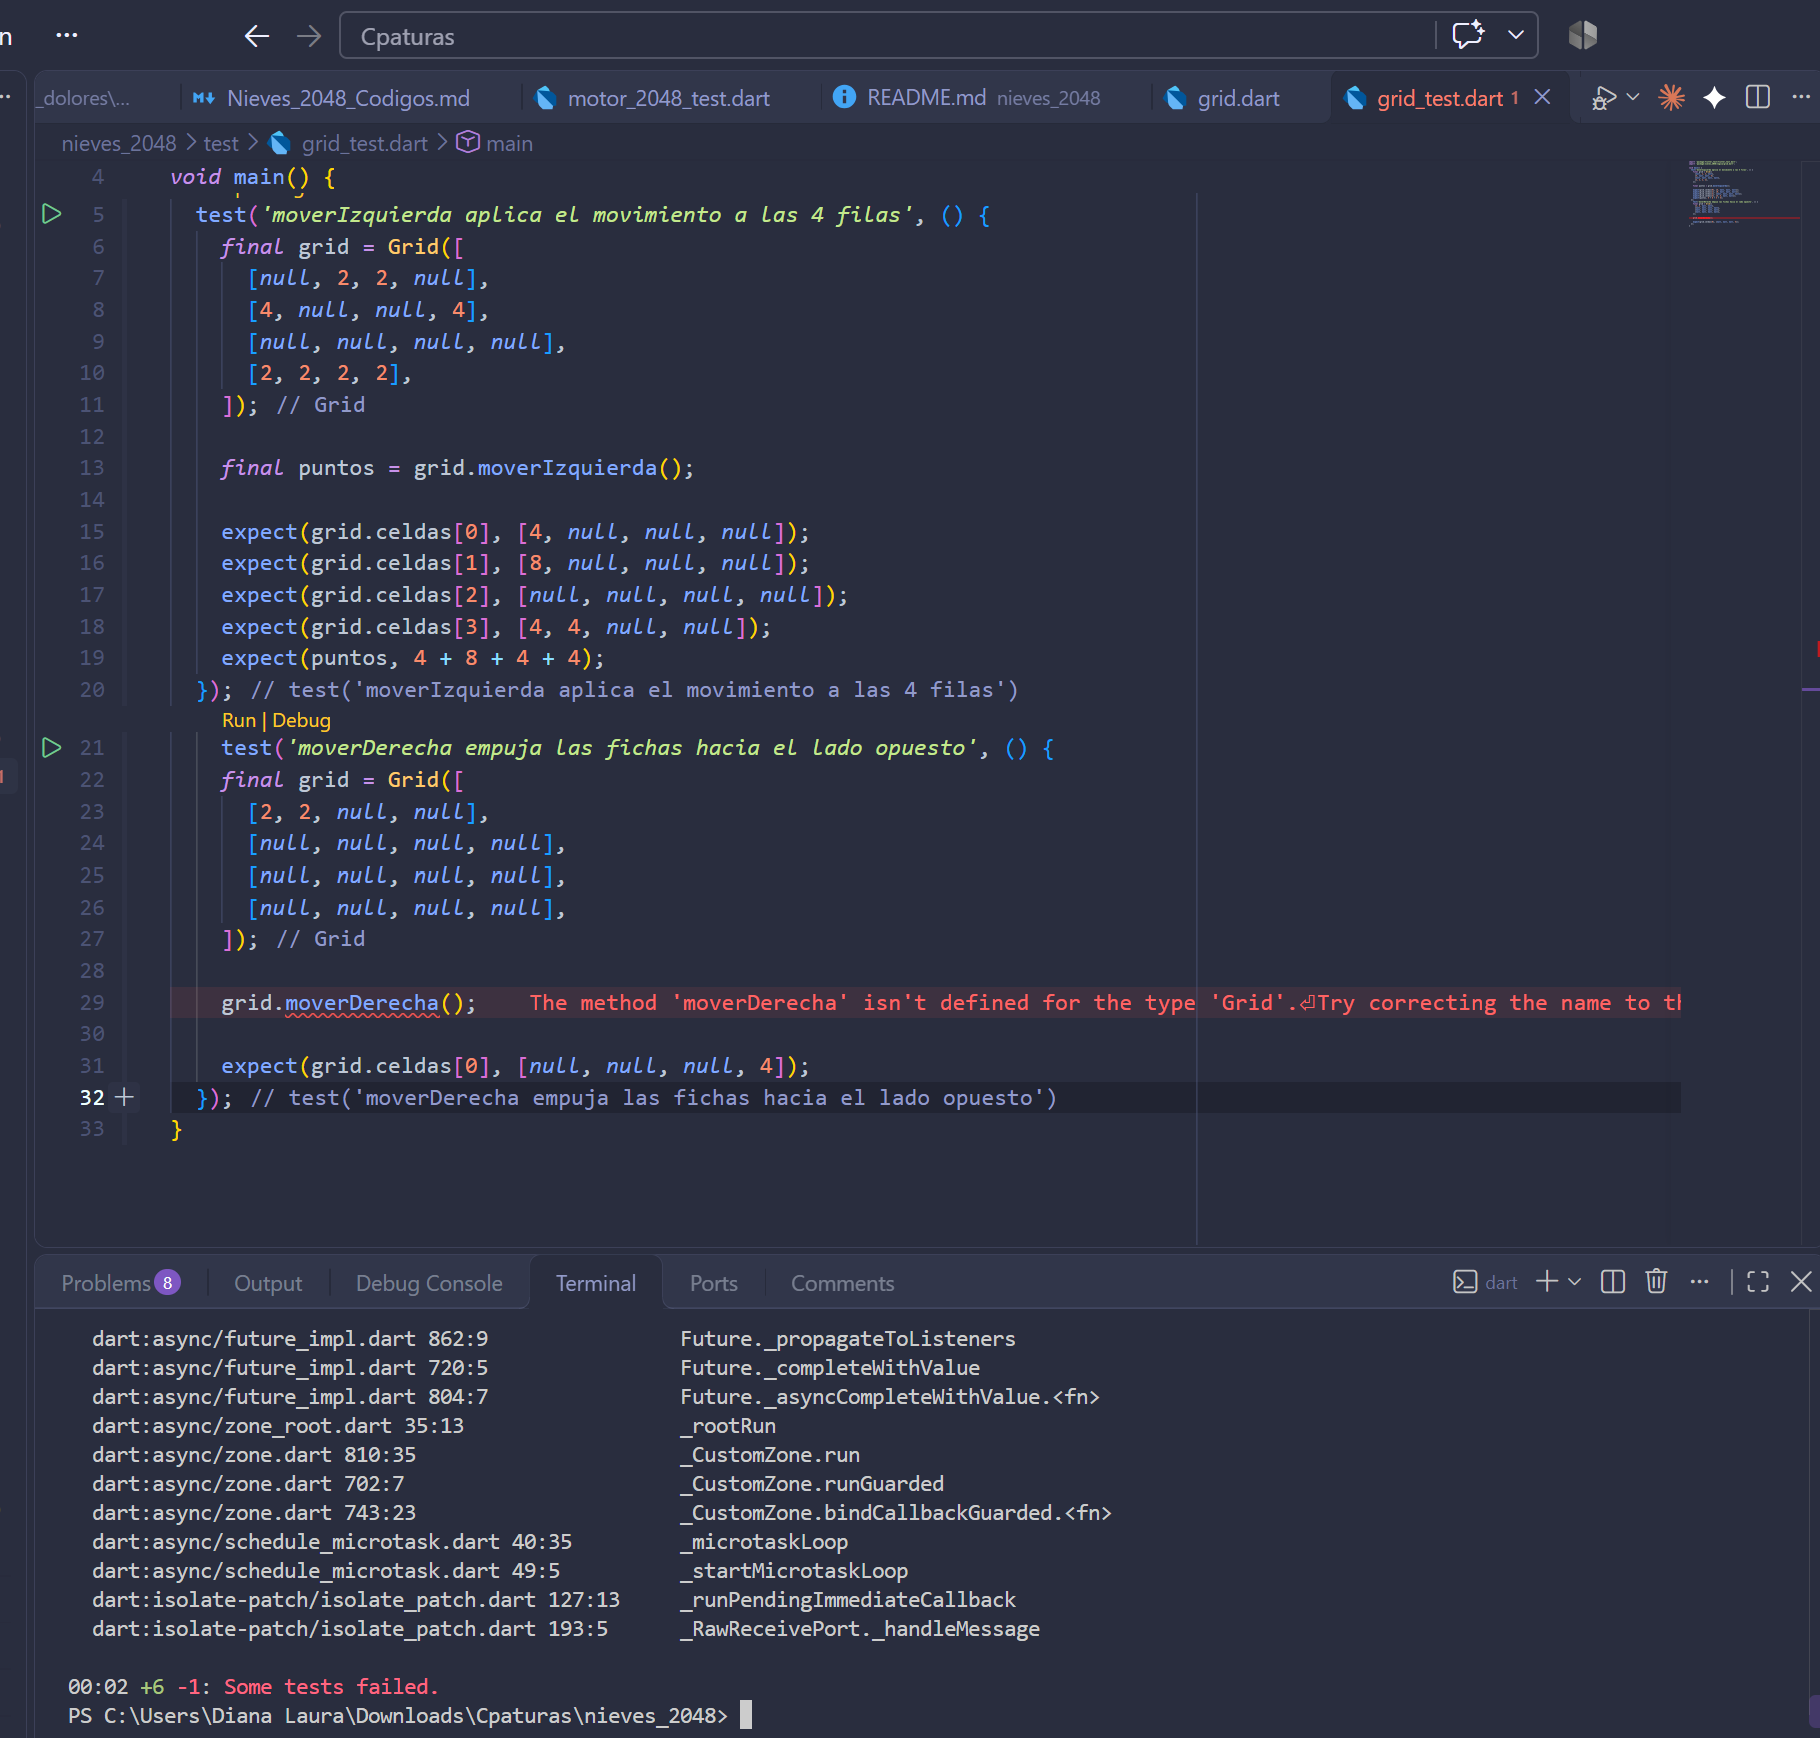 n ··· Cpaturas
_dolores\... Nieves_2048_Codigos.md motor_2048_test.dart README.md nieves_2048 grid.dart grid_test.dart 1
nieves_2048 > test > grid_test.dart > main
4 void main() {
5 test('moverIzquierda aplica el movimiento a las 4 filas', () {
6 final grid = Grid([
7 [null, 2, 2, null],
8 [4, null, null, 4],
9 [null, null, null, null],
10 [2, 2, 2, 2],
11 ]); // Grid
12
13 final puntos = grid.moverIzquierda();
14
15 expect(grid.celdas[0], [4, null, null, null]);
16 expect(grid.celdas[1], [8, null, null, null]);
17 expect(grid.celdas[2], [null, null, null, null]);
18 expect(grid.celdas[3], [4, 4, null, null]);
19 expect(puntos, 4 + 8 + 4 + 4);
20 }); // test('moverIzquierda aplica el movimiento a las 4 filas')
Run | Debug
21 test('moverDerecha empuja las fichas hacia el lado opuesto', () {
22 final grid = Grid([
23 [2, 2, null, null],
24 [null, null, null, null],
25 [null, null, null, null],
26 [null, null, null, null],
27 ]); // Grid
28
29 grid.moverDerecha(); The method 'moverDerecha' isn't defined for the type 'Grid'.⏎Try correcting the name to th
30
31 expect(grid.celdas[0], [null, null, null, 4]);
32 }); // test('moverDerecha empuja las fichas hacia el lado opuesto')
33 }
Problems 8 Output Debug Console Terminal Ports Comments dart
dart:async/future_impl.dart 862:9 Future._propagateToListeners
dart:async/future_impl.dart 720:5 Future._completeWithValue
dart:async/future_impl.dart 804:7 Future._asyncCompleteWithValue.<fn>
dart:async/zone_root.dart 35:13 _rootRun
dart:async/zone.dart 810:35 _CustomZone.run
dart:async/zone.dart 702:7 _CustomZone.runGuarded
dart:async/zone.dart 743:23 _CustomZone.bindCallbackGuarded.<fn>
dart:async/schedule_microtask.dart 40:35 _microtaskLoop
dart:async/schedule_microtask.dart 49:5 _startMicrotaskLoop
dart:isolate-patch/isolate_patch.dart 127:13 _runPendingImmediateCallback
dart:isolate-patch/isolate_patch.dart 193:5 _RawReceivePort._handleMessage
00:02 +6 -1: Some tests failed.
PS C:\Users\Diana Laura\Downloads\Cpaturas\nieves_2048>